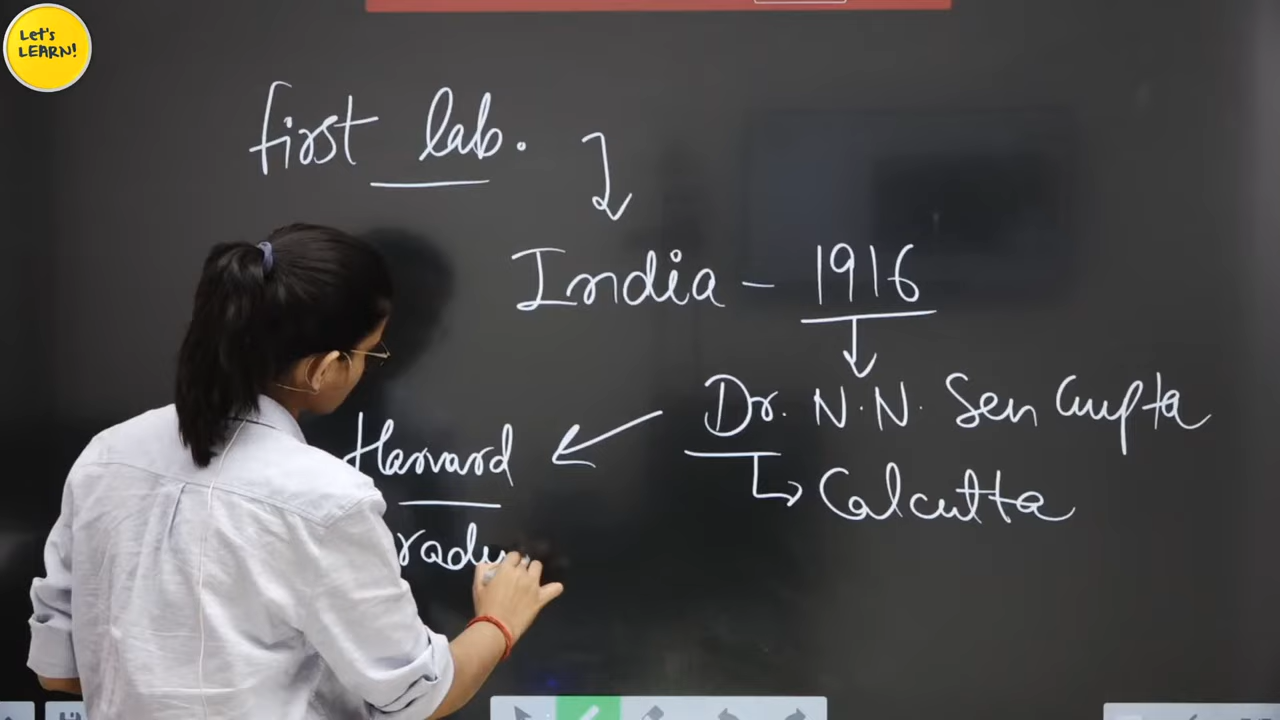 Let's
LEARN!
first lab.
India - 1916
Dr. N.N. Sen Gupta
Harvard
Calcutta